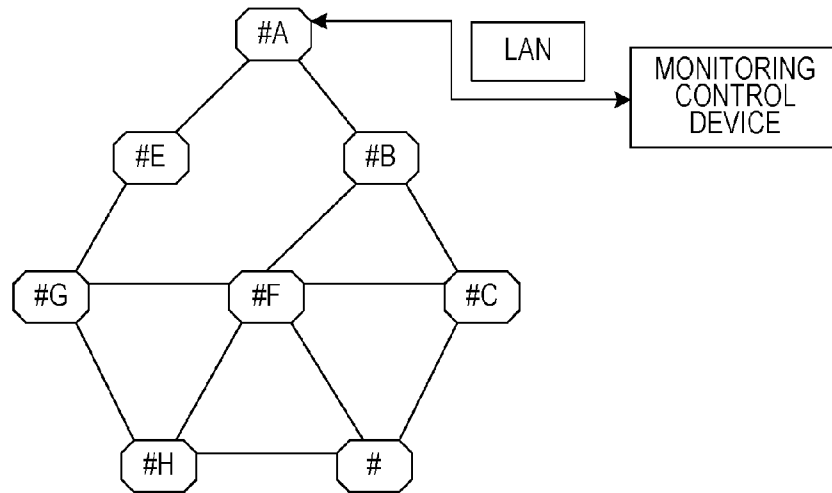 #A
LAN
MONITORING
CONTROL
DEVICE
#E
#B
#G
#F
#C
#H
#